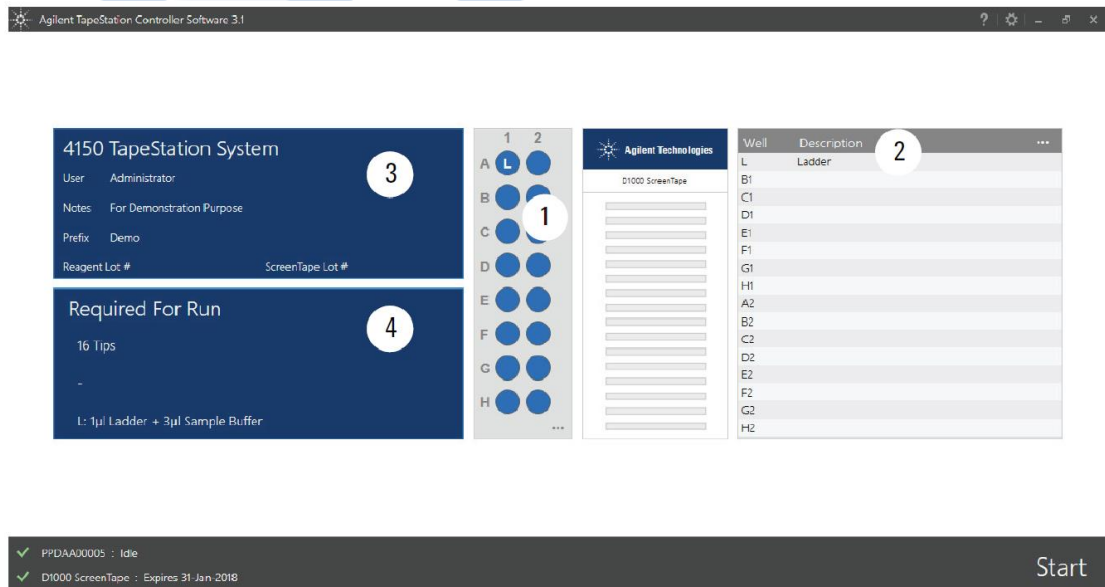 Agilent TapeStation Controller Software 3.1
?
4150 TapeStation System
User Administrator
Notes For Demonstration Purpose
Prefix Demo
Reagent Lot # ScreenTape Lot #
3
Required For Run
16 Tips
-
L: 1µl Ladder + 3µl Sample Buffer
4
1 2
A L
B
C
D
E
F
G
H
...
1
Agilent Technologies
D1000 ScreenTape
Well Description ...
2
L Ladder
B1
C1
D1
E1
F1
G1
H1
A2
B2
C2
D2
E2
F2
G2
H2
PPDAA00005 : Idle
D1000 ScreenTape : Expires 31-Jan-2018
Start